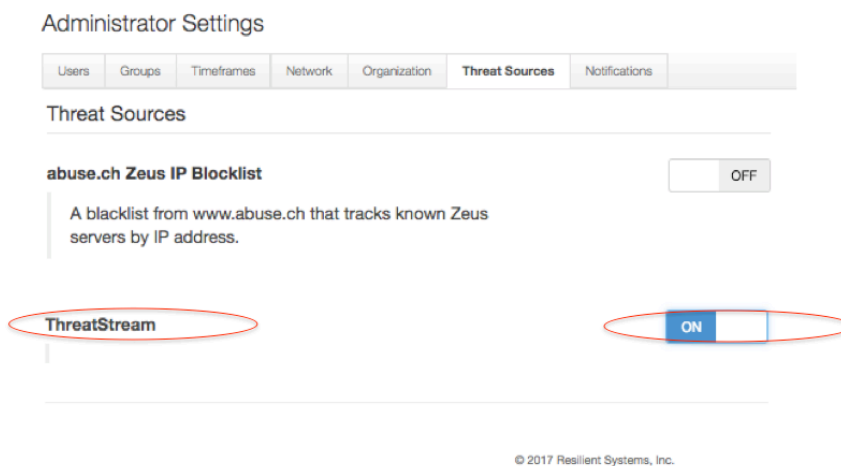 Administrator Settings
Users Groups Timeframes Network Organization Threat Sources Notifications
Threat Sources
abuse.ch Zeus IP Blocklist
OFF
A blacklist from www.abuse.ch that tracks known Zeus
servers by IP address.
ThreatStream
ON
© 2017 Resilient Systems, Inc.